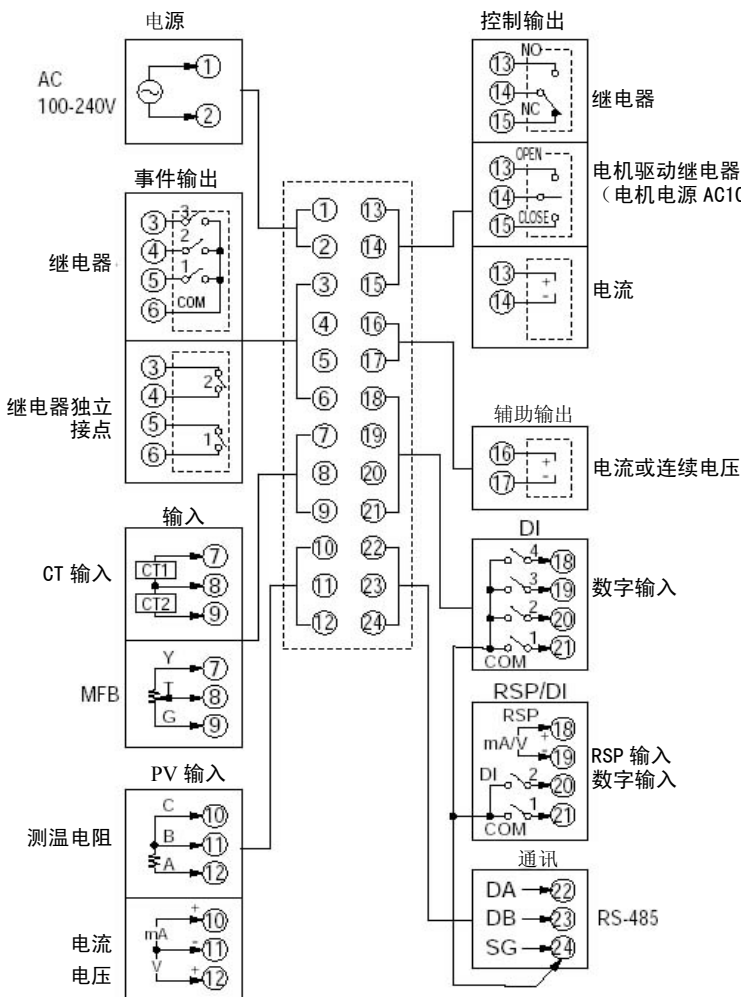 电源
AC
100-240V
① 
②
事件输出
继电器
③ 3
④ 2
⑤ 1
⑥ COM
继电器独立
接点
③
④ 2
⑤
⑥ 1
输入
CT 输入
CT1 ⑦
⑧
CT2 ⑨
MFB
Y ⑦
T ⑧
G ⑨
PV 输入
测温电阻
C ⑩
B ⑪
A ⑫
电流
电压
+ ⑩
mA - ⑪
V + ⑫
① ⑬
② ⑭
③ ⑮
④ ⑯
⑤ ⑰
⑥ ⑱
⑦ ⑲
⑧ ⑳
⑨ ㉑
⑩ ㉒
⑪ ㉓
⑫ ㉔
控制输出
⑬ NO
⑭
⑮ NC
继电器
⑬ OPEN
⑭
⑮ CLOSE
电机驱动继电器
（电机电源 AC10
⑬ +
⑭ -
电流
辅助输出
⑯ +
⑰ -
电流或连续电压
DI
4 ⑱
3 ⑲
2 ⑳
1 ㉑
COM
数字输入
RSP/DI
RSP
mA/V + ⑱
- ⑲
DI 2 ⑳
1 ㉑
COM
RSP 输入
数字输入
通讯
DA ㉒
DB ㉓
SG ㉔
RS-485